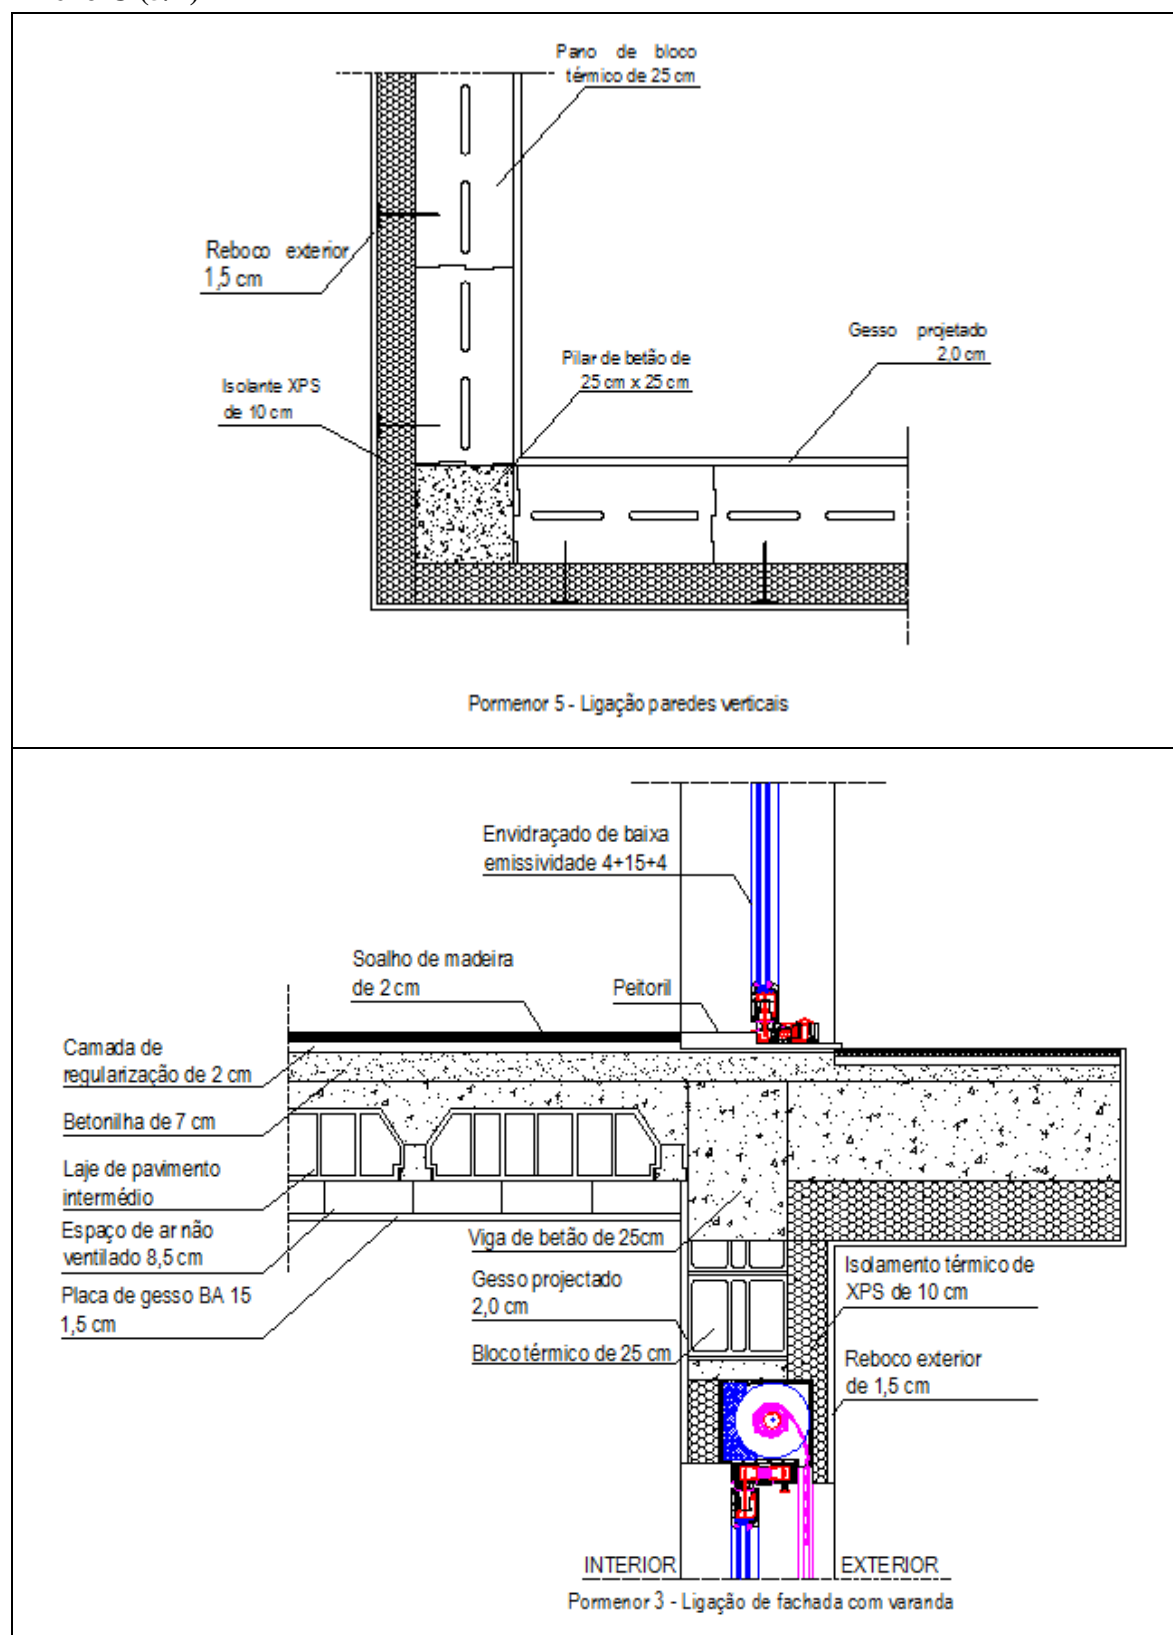 Pano de bloco
térmico de 25 cm
Reboco exterior
1,5 cm
Gesso projetado
2,0 cm
Pilar de betão de
25 cm x 25 cm
Isolante XPS
de 10 cm
Pormenor 5 - Ligação paredes verticais
Envidraçado de baixa
emissividade 4+15+4
Soalho de madeira
de 2 cm
Peitoril
Camada de
regularização de 2 cm
Betonilha de 7 cm
Laje de pavimento
intermédio
Espaço de ar não
ventilado 8,5 cm
Placa de gesso BA 15
1,5 cm
Viga de betão de 25cm
Gesso projectado
2,0 cm
Bloco térmico de 25 cm
Isolamento térmico de
XPS de 10 cm
Reboco exterior
de 1,5 cm
INTERIOR EXTERIOR
Pormenor 3 - Ligação de fachada com varanda